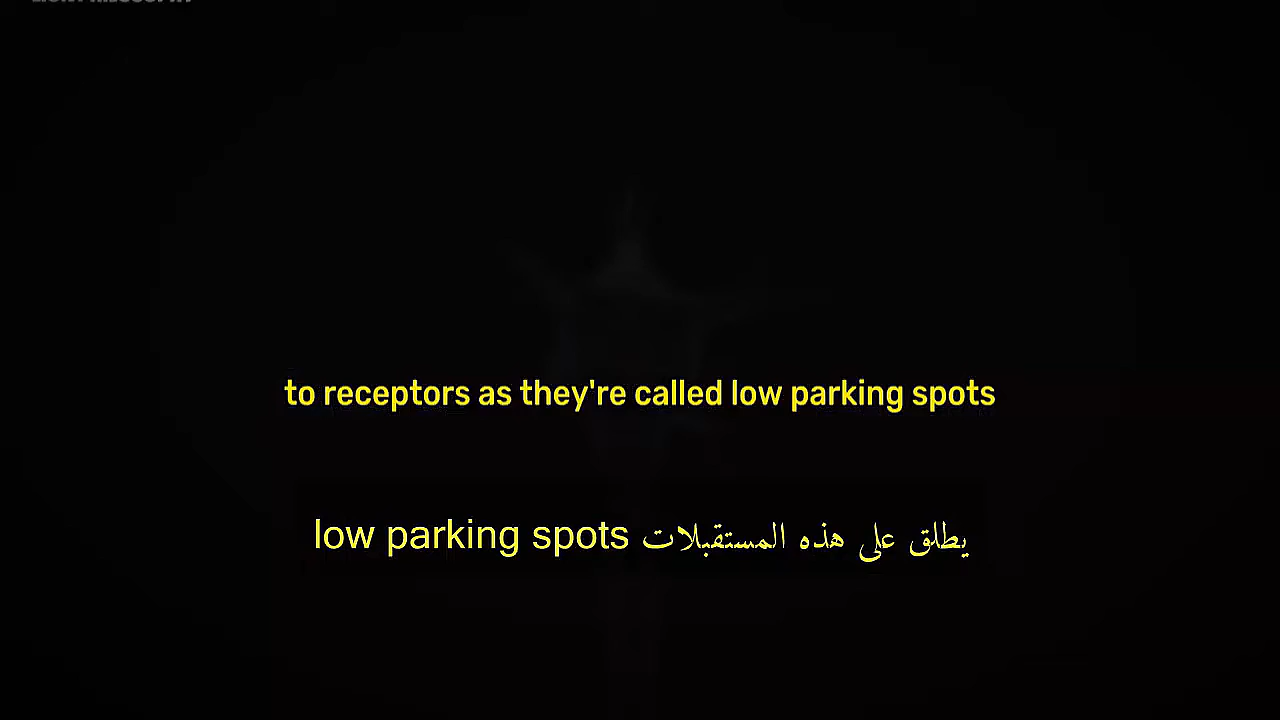 to receptors as they're called low parking spots
يطلق على هذه المستقبلات low parking spots